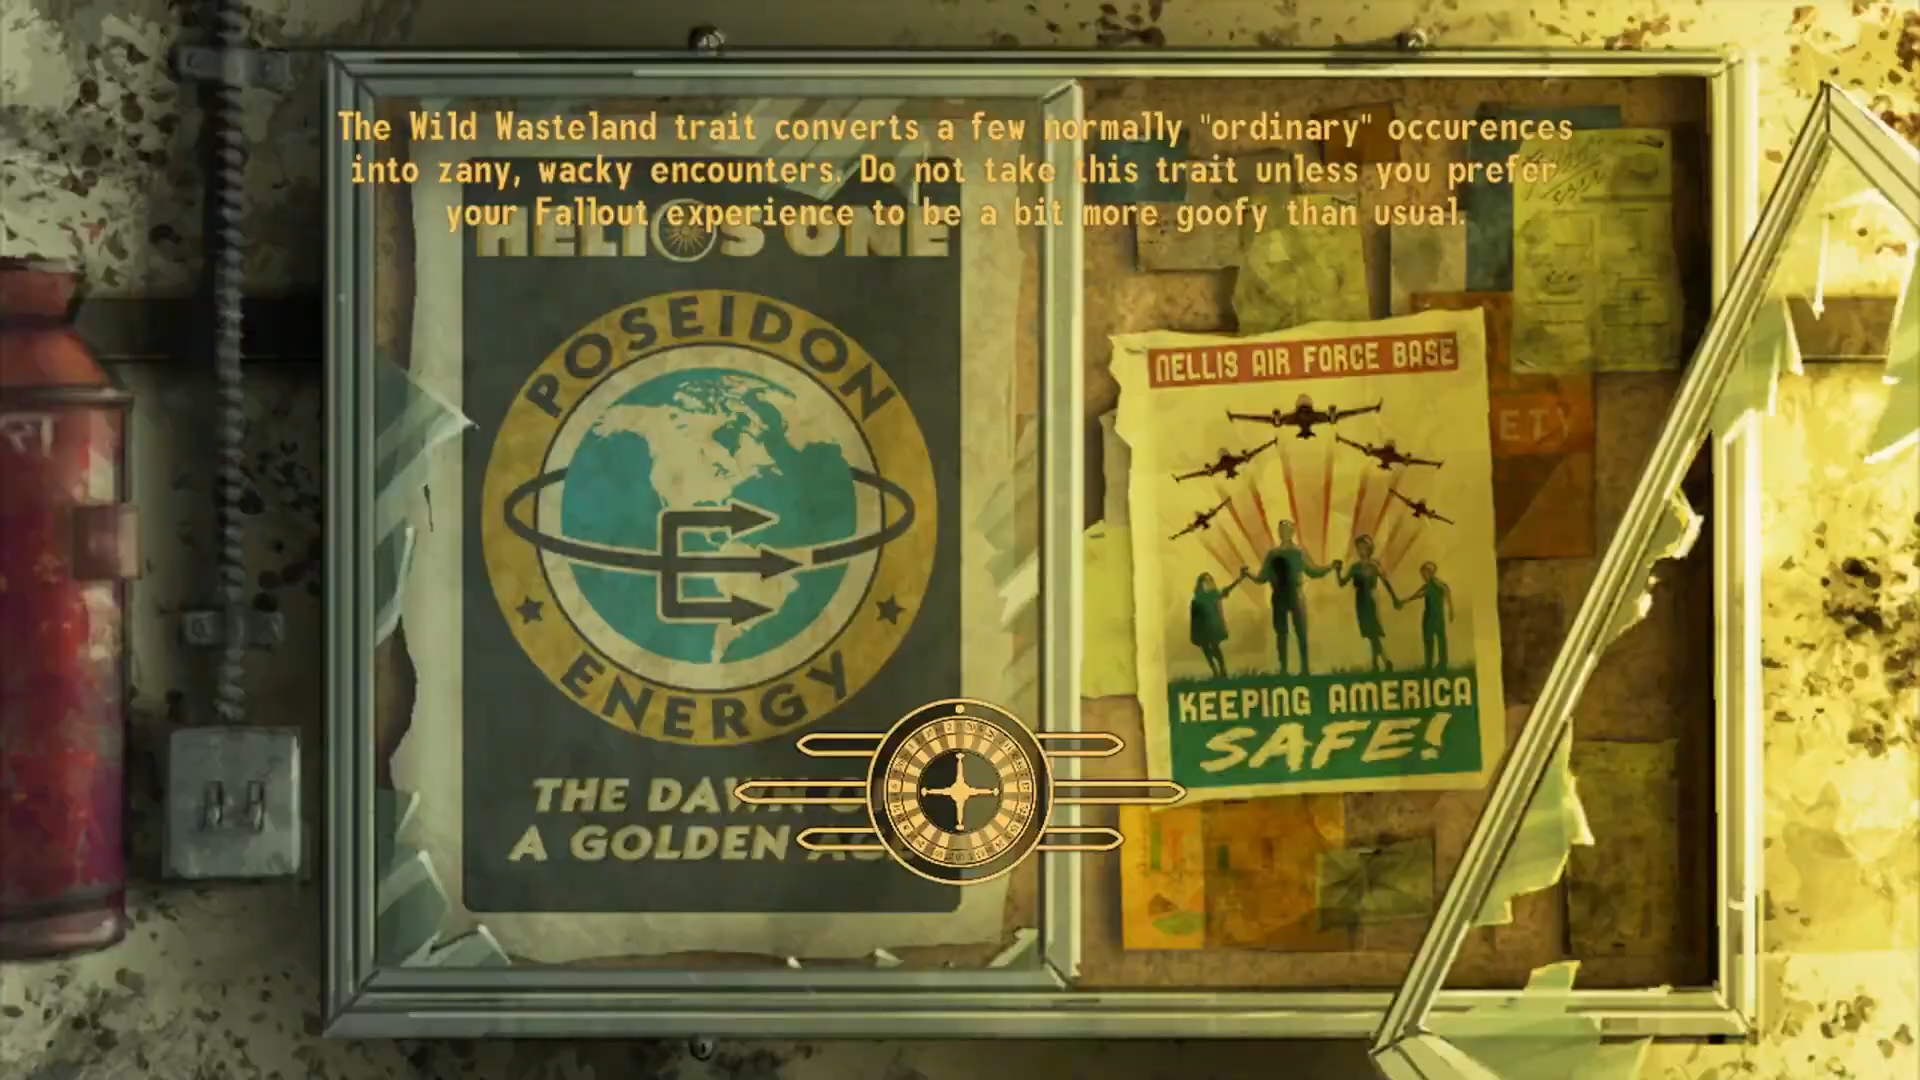 The Wild Wasteland trait converts a few normally "ordinary" occurences
into zany, wacky encounters. Do not take this trait unless you prefer
your Fallout experience to be a bit more goofy than usual.
HELIOS ONE
POSEIDON
ENERGY
THE DAWN
A GOLDEN
NELLIS AIR FORCE BASE
KEEPING AMERICA
SAFE!
ETY